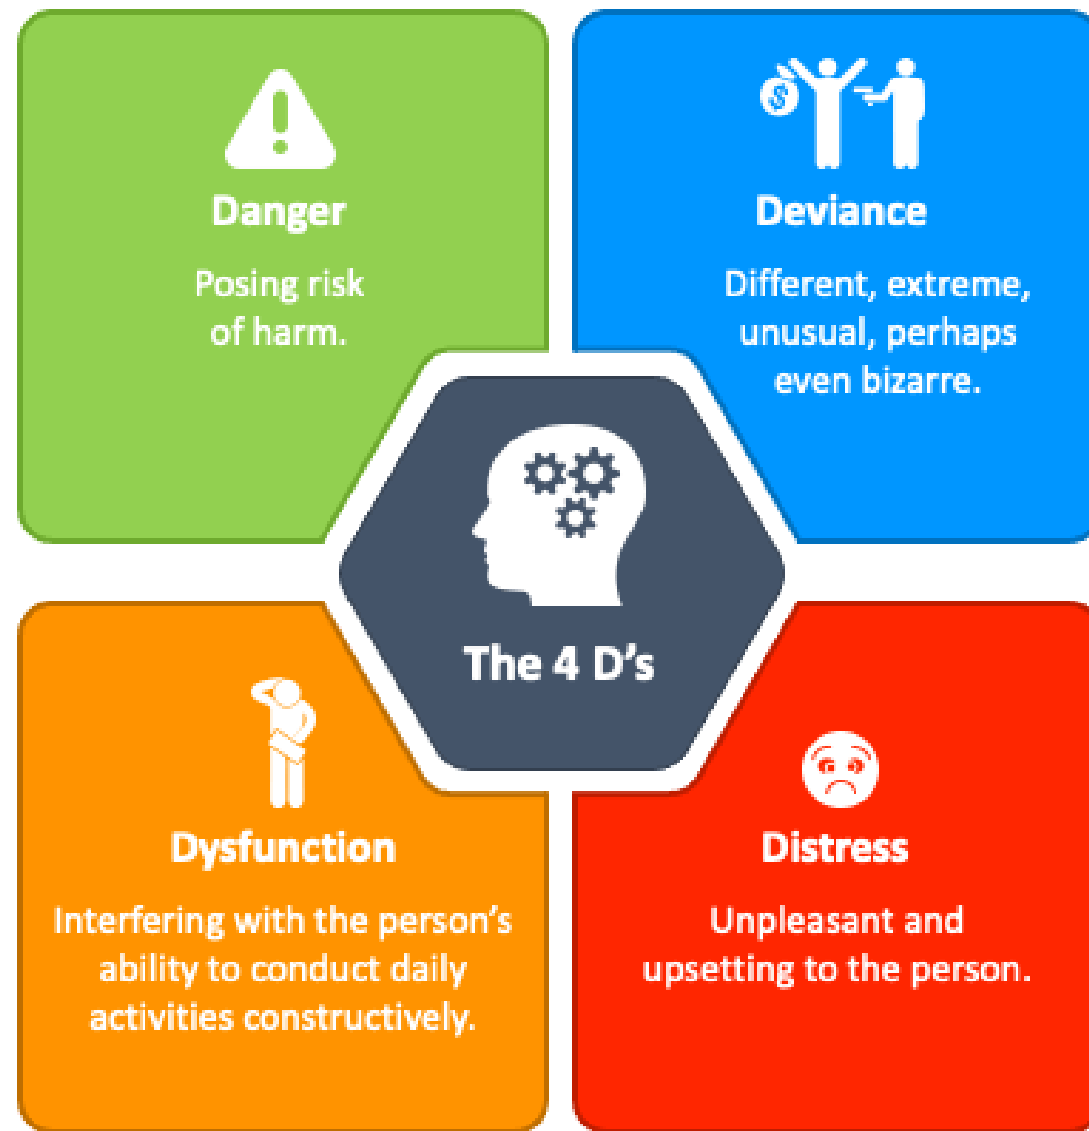 Danger
Posing risk
of harm.
$
Deviance
Different, extreme,
unusual, perhaps
even bizarre.
The 4 D's
Dysfunction
Interfering with the person's
ability to conduct daily
activities constructively.
Distress
Unpleasant and
upsetting to the person.